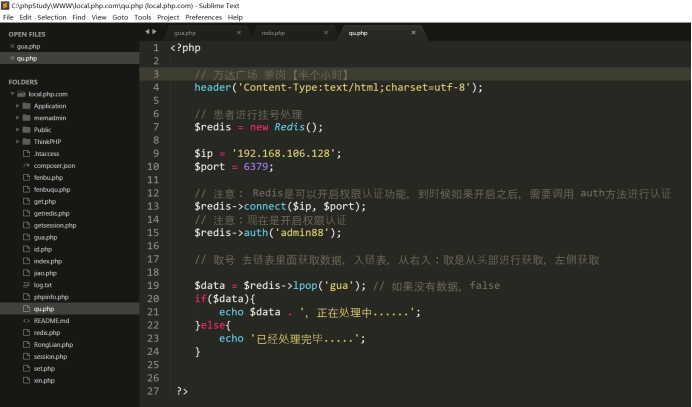 C:\phpStudy\WWW\local.php.com\qu.php (local.php.com) - Sublime Text
File Edit Selection Find View Goto Tools Project Preferences Help
OPEN FILES
× gua.php
× qu.php
FOLDERS
local.php.com
Application
memadmin
Public
ThinkPHP
.htaccess
/* composer.json
fenbu.php
fenbuqu.php
get.php
getredis.php
getsession.php
gua.php
id.php
index.php
jiao.php
log.txt
phpinfo.php
qu.php
<> README.md
redis.php
RongLian.php
session.php
set.php
xin.php
gua.php × redis.php × qu.php ×
1 <?php
2
3 // 万达广场 萝岗【半个小时】
4 header('Content-Type:text/html;charset=utf-8');
5
6 // 患者进行挂号处理
7 $redis = new Redis();
8
9 $ip = '192.168.106.128';
10 $port = 6379;
11
12 // 注意： Redis是可以开启权限认证功能，到时候如果开启之后，需要调用 auth方法进行认证
13 $redis->connect($ip, $port);
14 // 注意：现在是开启权限认证
15 $redis->auth('admin88');
16
17 // 取号 去链表里面获取数据，入链表，从右入；取是从头部进行获取，左侧获取
18
19 $data = $redis->lpop('gua'); // 如果没有数据，false
20 if($data){
21 echo $data . '，正在处理中......';
22 }else{
23 echo '已经处理完毕.....';
24 }
25
26
27 ?>